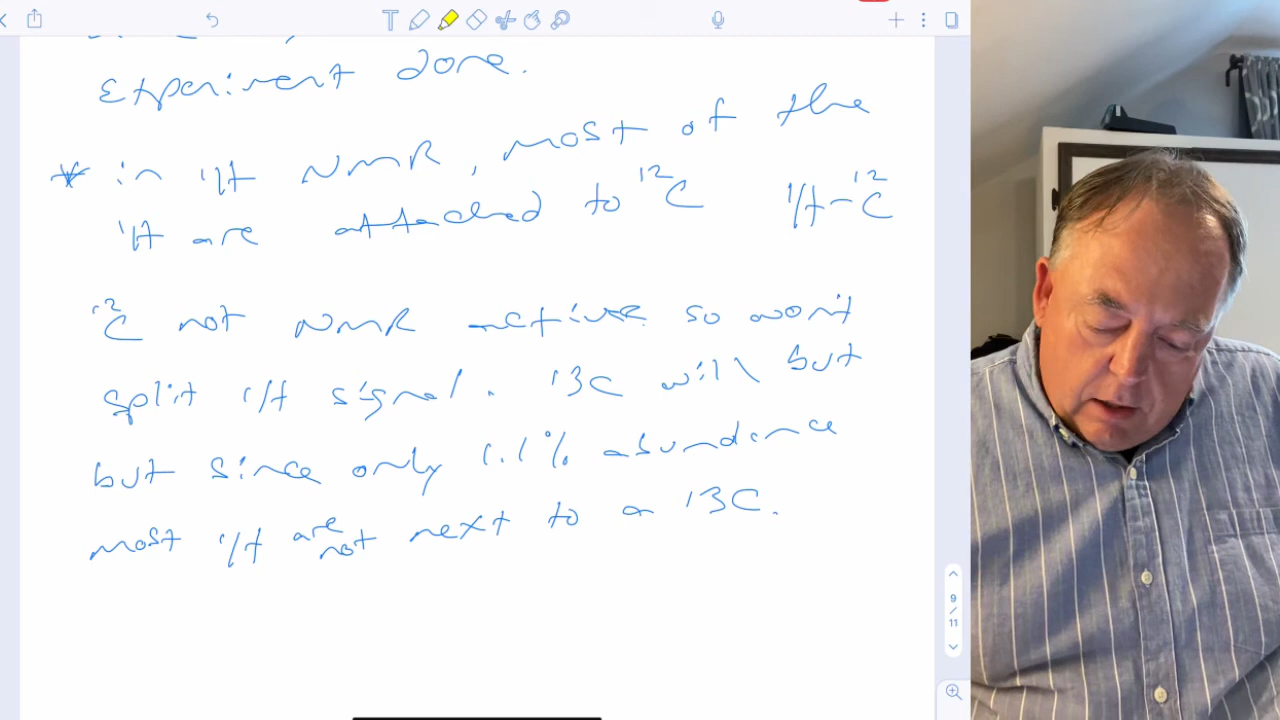 experiment done.
* in 1H NMR, most of the
1H are attached to 12C 1H-12C
12C not NMR active so won't
split 1H signal. 13C will but
but since only 1.1% abundance
most 1H are not next to a 13C.
T
9
/
11